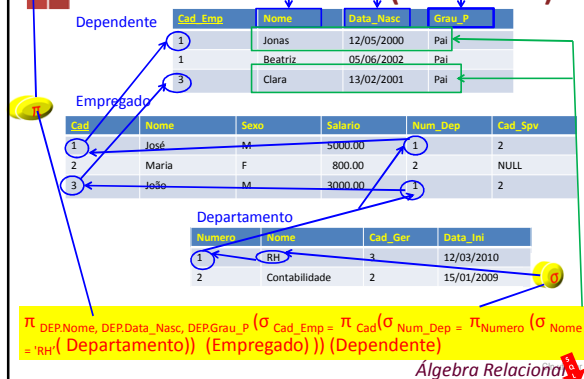 Dependente
Cad_Emp Nome Data_Nasc Grau_P
1 Jonas 12/05/2000 Pai
1 Beatriz 05/06/2002 Pai
3 Clara 13/02/2001 Pai
π
Empregado
Cad Nome Sexo Salario Num_Dep Cad_Spv
1 José M 5000.00 1 2
2 Maria F 800.00 2 NULL
3 João M 3000.00 1 2
Departamento
Numero Nome Cad_Ger Data_Ini
1 RH 3 12/03/2010
2 Contabilidade 2 15/01/2009
σ
π DEP.Nome, DEP.Data_Nasc, DEP.Grau_P (σ Cad_Emp = π Cad(σ Num_Dep = πNumero (σ Nome
= 'RH'( Departamento)) (Empregado) )) (Dependente)
Álgebra Relacional